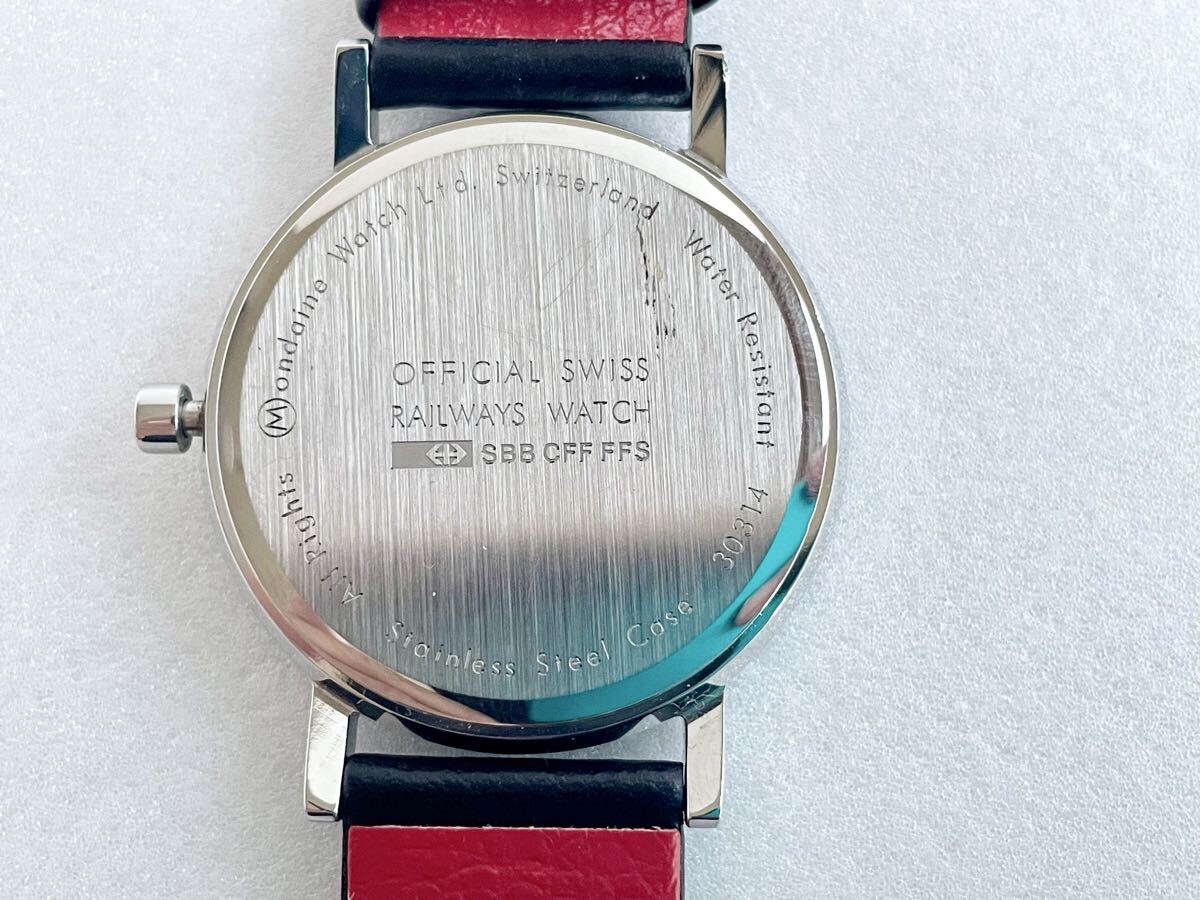 All Rights Mondaine Watch Ltd. Switzerland Water Resistant
30314
Stainless Steel Case
OFFICIAL SWISS
RAILWAYS WATCH
SBB CFF FFS